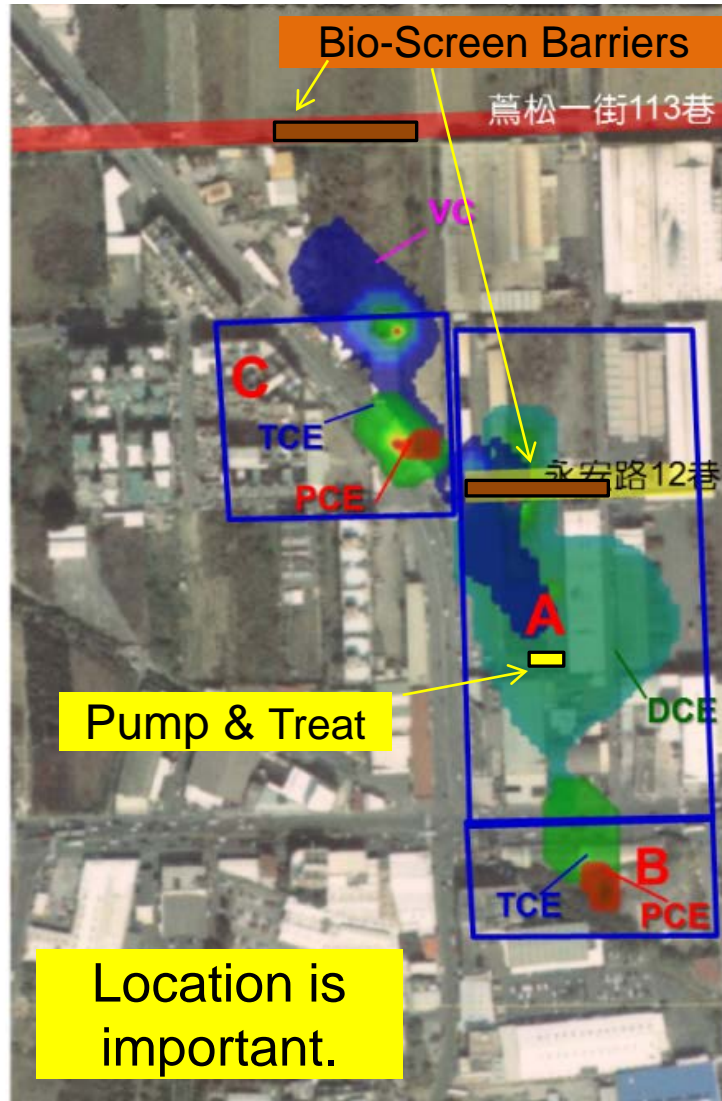 Bio-Screen Barriers
蔦松一街113巷
VC
C
TCE
PCE
永安路12巷
A
Pump & Treat
DCE
B
TCE
PCE
Location is
important.